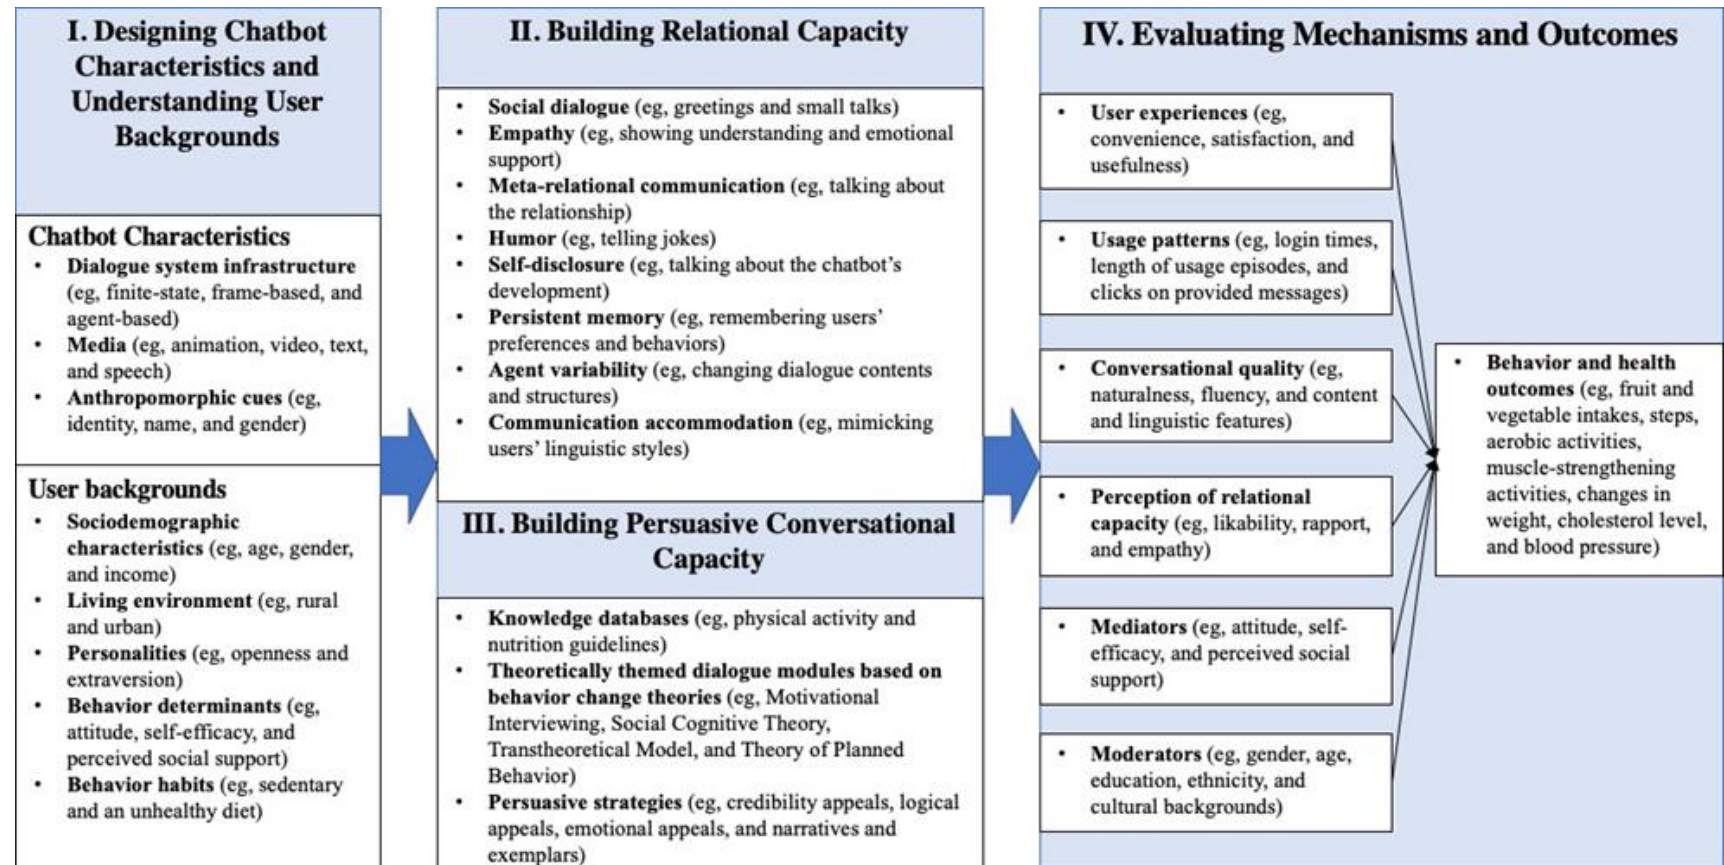 I. Designing Chatbot
Characteristics and
Understanding User
Backgrounds
Chatbot Characteristics
• Dialogue system infrastructure
(eg, finite-state, frame-based, and
agent-based)
• Media (eg, animation, video, text,
and speech)
• Anthropomorphic cues (eg,
identity, name, and gender)
User backgrounds
• Sociodemographic
characteristics (eg, age, gender,
and income)
• Living environment (eg, rural
and urban)
• Personalities (eg, openness and
extraversion)
• Behavior determinants (eg,
attitude, self-efficacy, and
perceived social support)
• Behavior habits (eg, sedentary
and an unhealthy diet)
II. Building Relational Capacity
• Social dialogue (eg, greetings and small talks)
• Empathy (eg, showing understanding and emotional
support)
• Meta-relational communication (eg, talking about
the relationship)
• Humor (eg, telling jokes)
• Self-disclosure (eg, talking about the chatbot’s
development)
• Persistent memory (eg, remembering users’
preferences and behaviors)
• Agent variability (eg, changing dialogue contents
and structures)
• Communication accommodation (eg, mimicking
users’ linguistic styles)
III. Building Persuasive Conversational
Capacity
• Knowledge databases (eg, physical activity and
nutrition guidelines)
• Theoretically themed dialogue modules based on
behavior change theories (eg, Motivational
Interviewing, Social Cognitive Theory,
Transtheoretical Model, and Theory of Planned
Behavior)
• Persuasive strategies (eg, credibility appeals, logical
appeals, emotional appeals, and narratives and
exemplars)
IV. Evaluating Mechanisms and Outcomes
• User experiences (eg,
convenience, satisfaction, and
usefulness)
• Usage patterns (eg, login times,
length of usage episodes, and
clicks on provided messages)
• Conversational quality (eg,
naturalness, fluency, and content
and linguistic features)
• Perception of relational
capacity (eg, likability, rapport,
and empathy)
• Mediators (eg, attitude, self-
efficacy, and perceived social
support)
• Moderators (eg, gender, age,
education, ethnicity, and
cultural backgrounds)
• Behavior and health
outcomes (eg, fruit and
vegetable intakes, steps,
aerobic activities,
muscle-strengthening
activities, changes in
weight, cholesterol level,
and blood pressure)